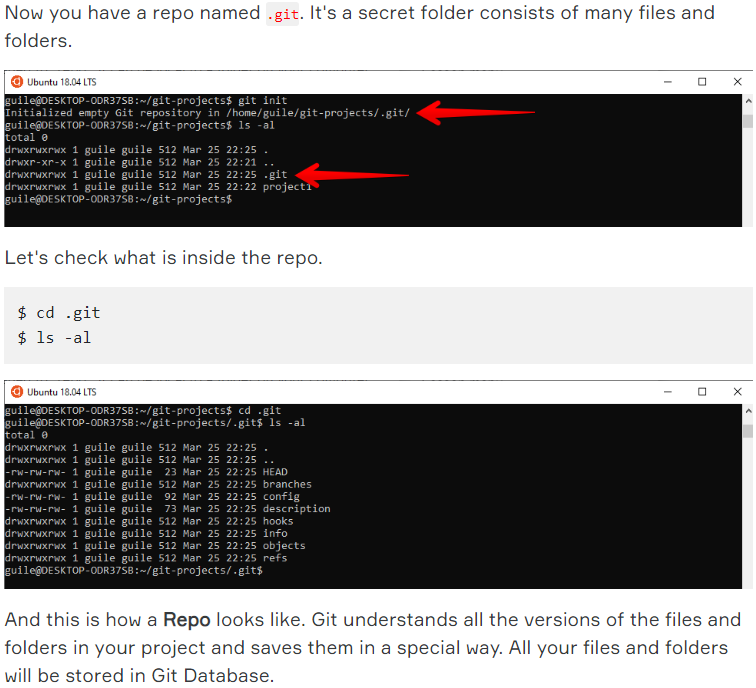 Now you have a repo named .git. It's a secret folder consists of many files and
folders.
Ubuntu 18.04 LTS
guile@DESKTOP-ODR37SB:~/git-projects$ git init
Initialized empty Git repository in /home/guile/git-projects/.git/
guile@DESKTOP-ODR37SB:~/git-projects$ ls -al
total 0
drwxrwxrwx 1 guile guile 512 Mar 25 22:25 .
drwxr-xr-x 1 guile guile 512 Mar 25 22:21 ..
drwxrwxrwx 1 guile guile 512 Mar 25 22:25 .git
drwxrwxrwx 1 guile guile 512 Mar 25 22:22 project1
guile@DESKTOP-ODR37SB:~/git-projects$
Let's check what is inside the repo.
$ cd .git
$ ls -al
Ubuntu 18.04 LTS
guile@DESKTOP-ODR37SB:~/git-projects$ cd .git
guile@DESKTOP-ODR37SB:~/git-projects/.git$ ls -al
total 0
drwxrwxrwx 1 guile guile 512 Mar 25 22:25 .
drwxrwxrwx 1 guile guile 512 Mar 25 22:25 ..
-rw-rw-rw- 1 guile guile  23 Mar 25 22:25 HEAD
drwxrwxrwx 1 guile guile 512 Mar 25 22:25 branches
-rw-rw-rw- 1 guile guile  92 Mar 25 22:25 config
-rw-rw-rw- 1 guile guile  73 Mar 25 22:25 description
drwxrwxrwx 1 guile guile 512 Mar 25 22:25 hooks
drwxrwxrwx 1 guile guile 512 Mar 25 22:25 info
drwxrwxrwx 1 guile guile 512 Mar 25 22:25 objects
drwxrwxrwx 1 guile guile 512 Mar 25 22:25 refs
guile@DESKTOP-ODR37SB:~/git-projects/.git$
And this is how a Repo looks like. Git understands all the versions of the files and
folders in your project and saves them in a special way. All your files and folders
will be stored in Git Database.